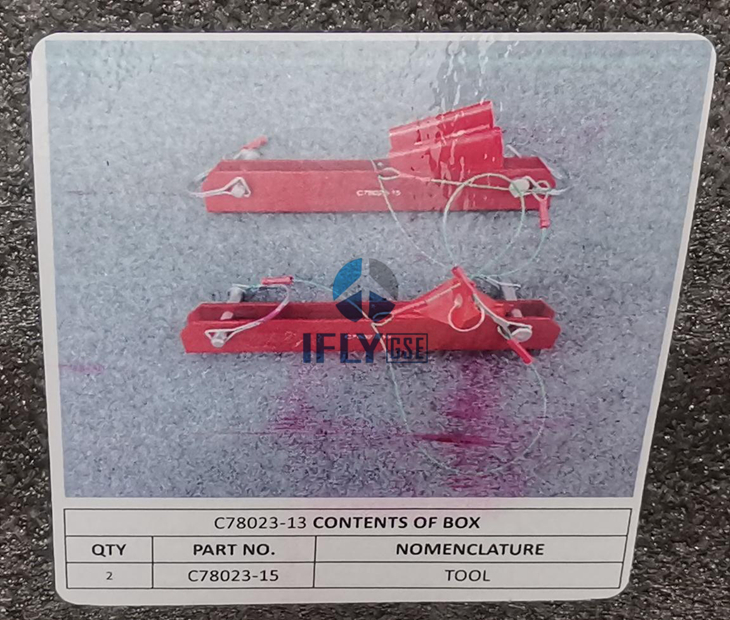 C78023-15
IFLY GSE
C78023-13 CONTENTS OF BOX
QTY PART NO. NOMENCLATURE
2 C78023-15 TOOL